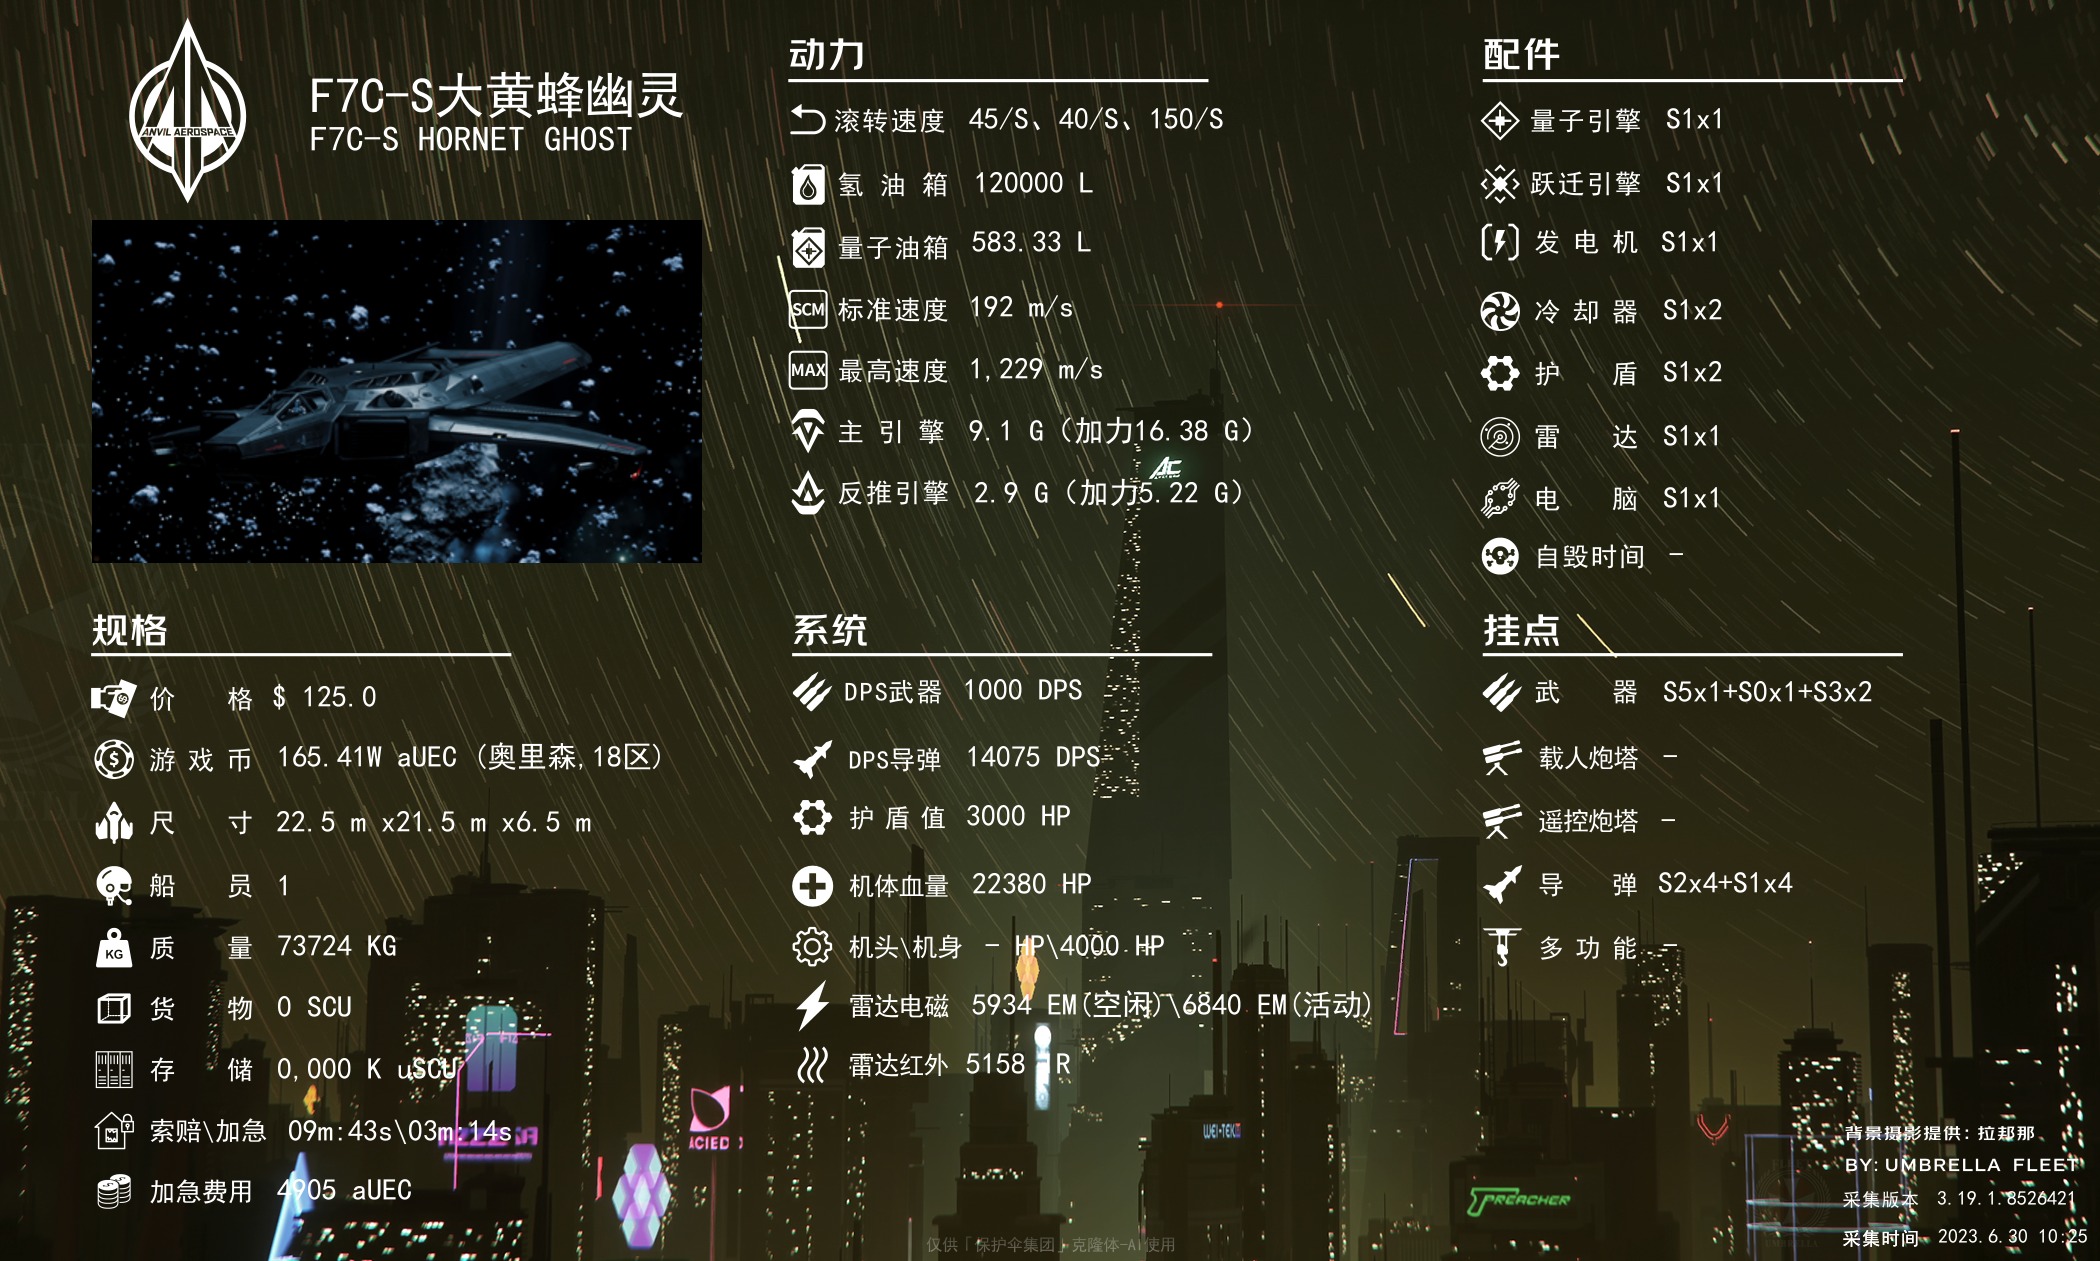 ANVIL AEROSPACE
F7C-S大黄蜂幽灵
F7C-S HORNET GHOST
动力
滚转速度 45/S、40/S、150/S
氢油箱 120000 L
量子油箱 583.33 L
SCM 标准速度 192 m/s
MAX 最高速度 1,229 m/s
主引擎 9.1 G（加力16.38 G）
反推引擎 2.9 G（加力5.22 G）
配件
量子引擎 S1x1
跃迁引擎 S1x1
发电机 S1x1
冷却器 S1x2
护盾 S1x2
雷达 S1x1
电脑 S1x1
自毁时间 -
规格
价格 $ 125.0
游戏币 165.41W aUEC (奥里森,18区)
尺寸 22.5 m x21.5 m x6.5 m
船员 1
KG 质量 73724 KG
货物 0 SCU
存储 0,000 K uSCU
索赔\加急 09m:43s\03m:14s
加急费用 4905 aUEC
系统
DPS武器 1000 DPS
DPS导弹 14075 DPS
护盾值 3000 HP
机体血量 22380 HP
机头\机身 - HP\4000 HP
雷达电磁 5934 EM(空闲)\6840 EM(活动)
雷达红外 5158 IR
挂点
武器 S5x1+S0x1+S3x2
载人炮塔 -
遥控炮塔 -
导弹 S2x4+S1x4
多功能 -
AC
ACIED
WEI-TEK
PREACHER
背景摄影提供：拉邦那
BY: UMBRELLA FLEET
采集版本 3.19.1.8526421
采集时间 2023.6.30 10:25
仅供「保护伞集团」克隆体-AI使用